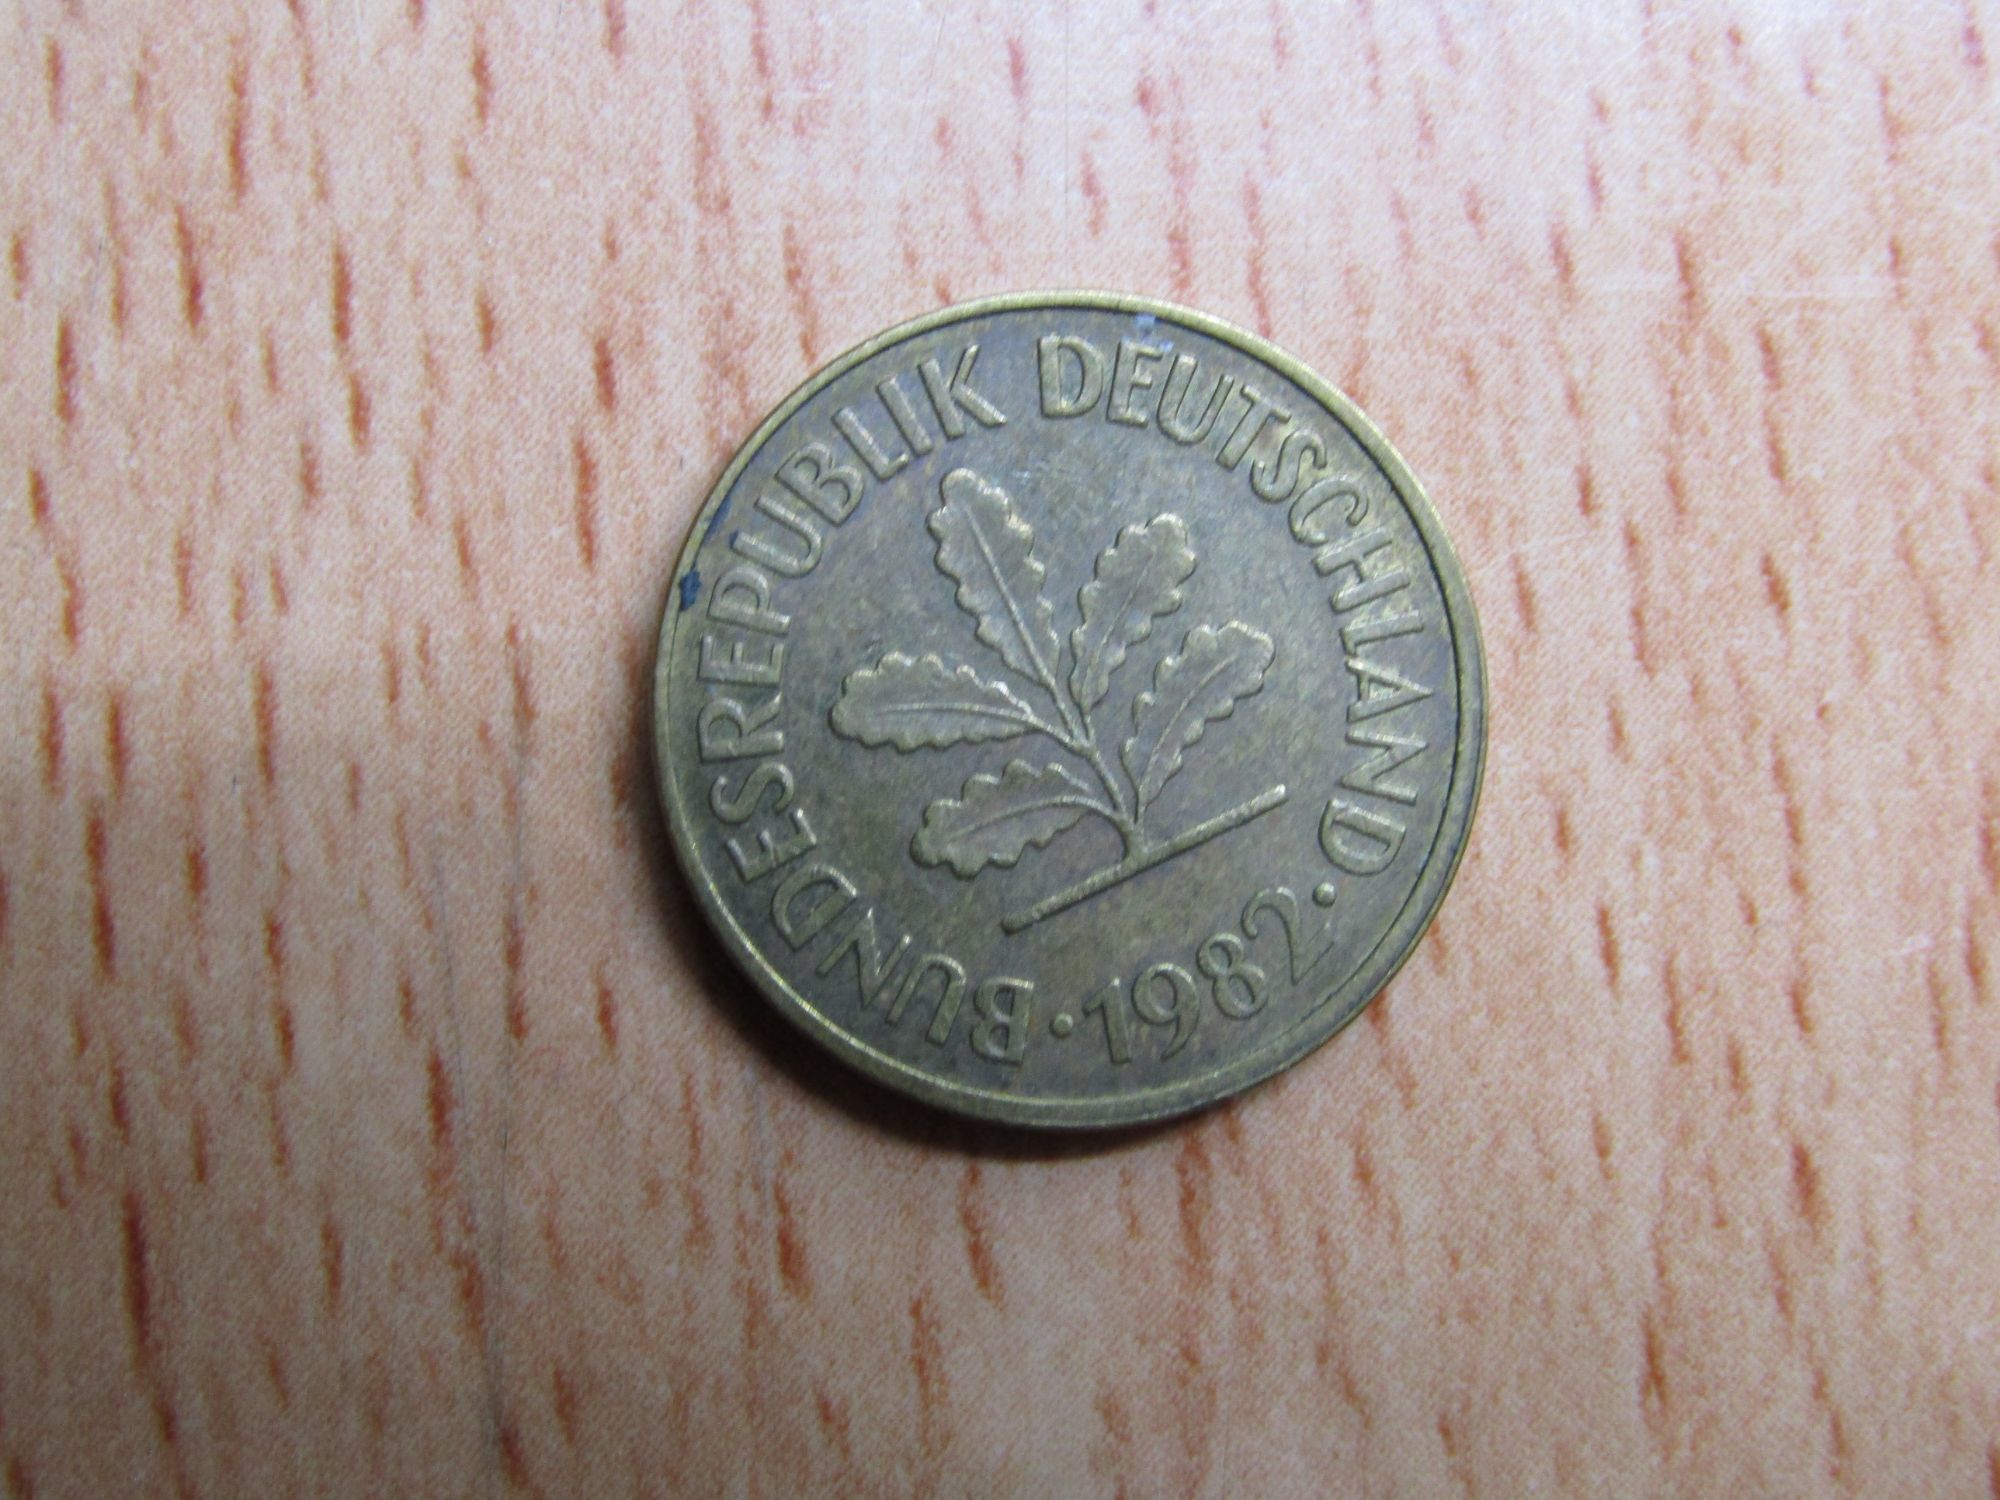 BUNDESREPUBLIK DEUTSCHLAND
· 1982 ·